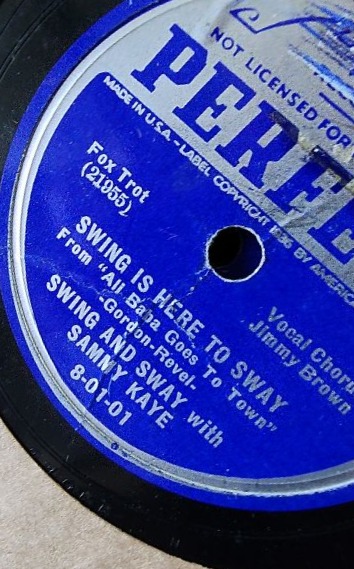 NOT LICENSED FOR
PERFE
MADE IN U.S.A. - LABEL COPYRIGHT 1936 BY AMERIC
Fox Trot
(21955)
Vocal Chor
Jimmy Brown
SWING IS HERE TO SWAY
From "Ali Baba Goes To Town"
-Gordon-Revel-
SWING AND SWAY with
SAMMY KAYE
8-01-01